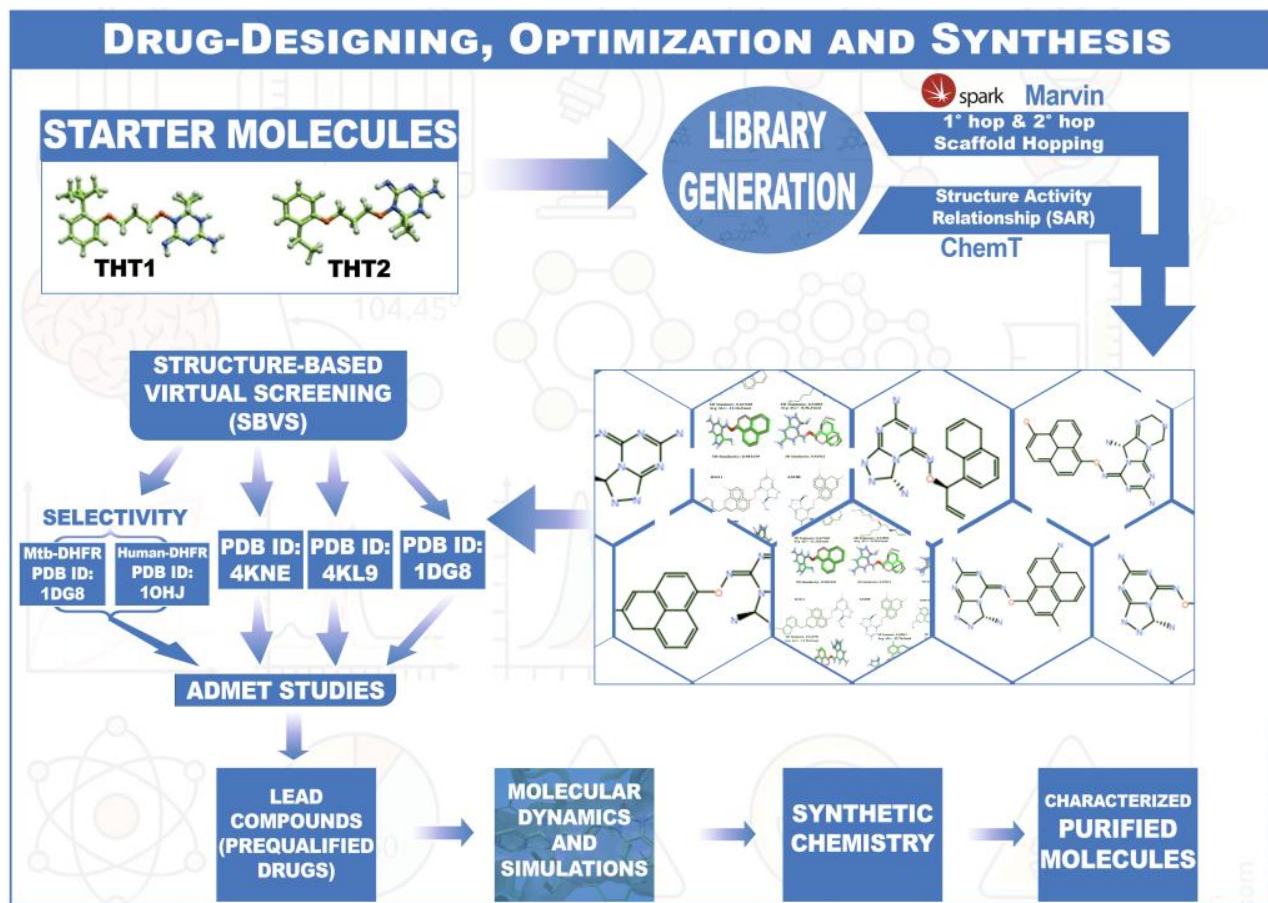 DRUG-DESIGNING, OPTIMIZATION AND SYNTHESIS
STARTER MOLECULES
THT1
THT2
LIBRARY
GENERATION
spark
Marvin
1° hop & 2° hop
Scaffold Hopping
Structure Activity
Relationship (SAR)
ChemT
104,45°
STRUCTURE-BASED
VIRTUAL SCREENING
(SBVS)
SELECTIVITY
Mtb-DHFR
PDB ID:
1DG8
Human-DHFR
PDB ID:
1OHJ
PDB ID:
4KNE
PDB ID:
4KL9
PDB ID:
1DG8
ADMET STUDIES
LEAD
COMPOUNDS
(PREQUALIFIED
DRUGS)
MOLECULAR
DYNAMICS
AND
SIMULATIONS
SYNTHETIC
CHEMISTRY
CHARACTERIZED
PURIFIED
MOLECULES